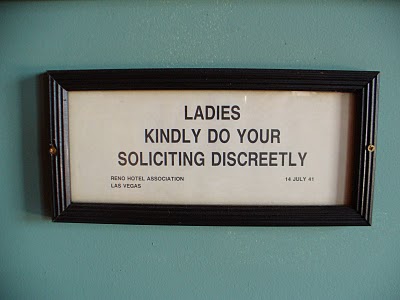 LADIES
KINDLY DO YOUR
SOLICITING DISCREETLY
RENO HOTEL ASSOCIATION 14 JULY 41
LAS VEGAS